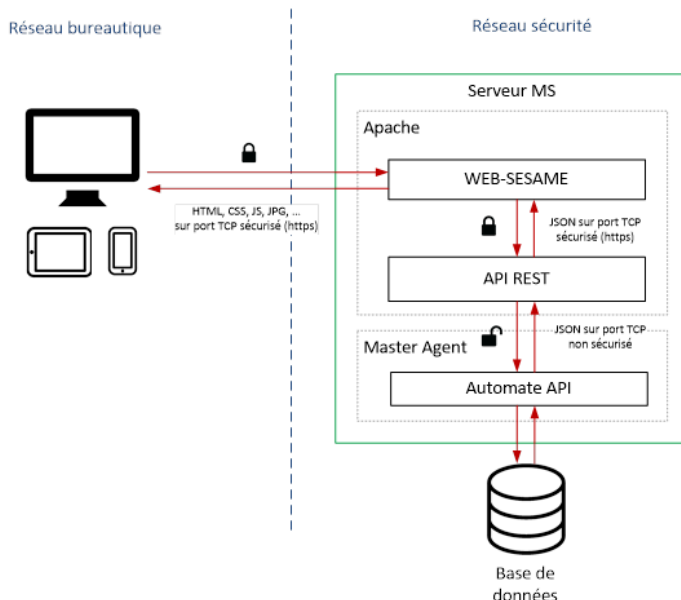 Réseau bureautique
Réseau sécurité
Serveur MS
Apache
WEB-SESAME
HTML, CSS, JS, JPG, ...
sur port TCP sécurisé (https)
JSON sur port TCP
sécurisé (https)
API REST
JSON sur port TCP
non sécurisé
Master Agent
Automate API
Base de
données